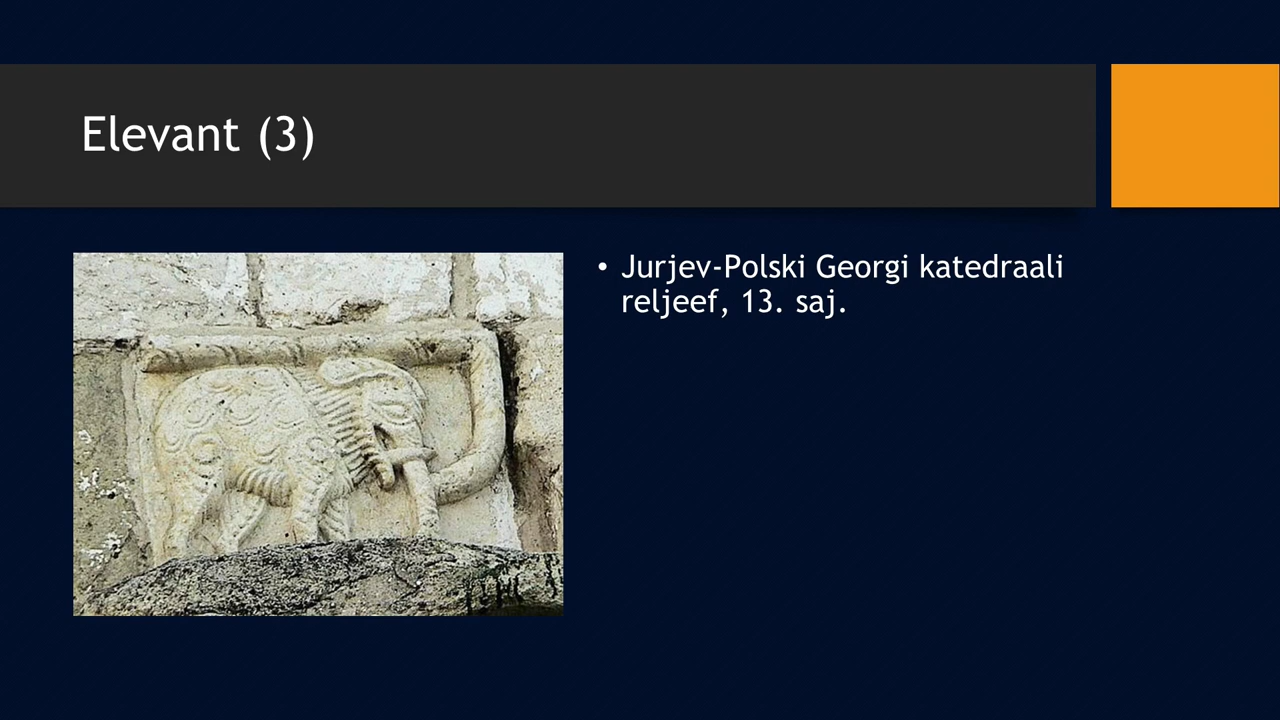 Elevant (3)
• Jurjev-Polski Georgi katedraali
reljeef, 13. saj.